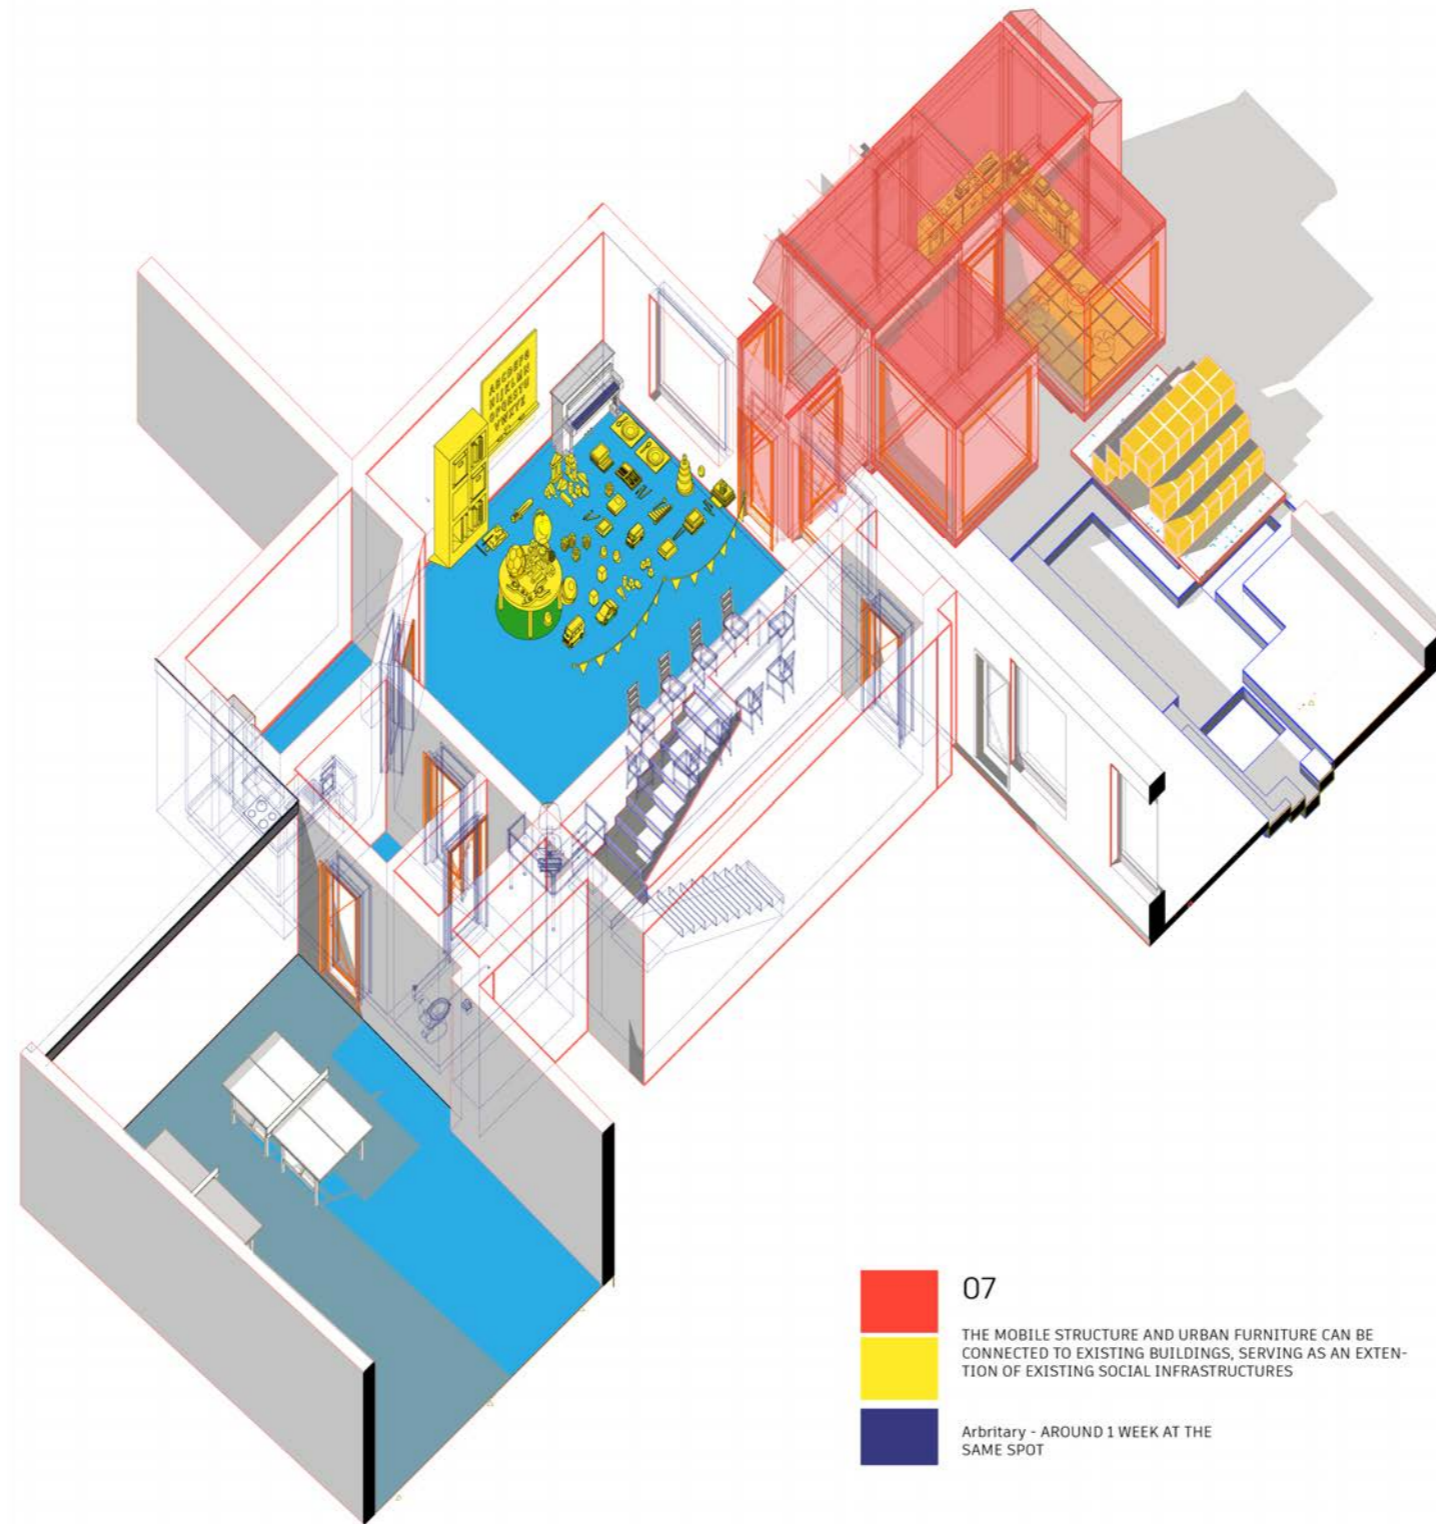 07
THE MOBILE STRUCTURE AND URBAN FURNITURE CAN BE
CONNECTED TO EXISTING BUILDINGS, SERVING AS AN EXTEN-
TION OF EXISTING SOCIAL INFRASTRUCTURES
Arbritary - AROUND 1 WEEK AT THE
SAME SPOT